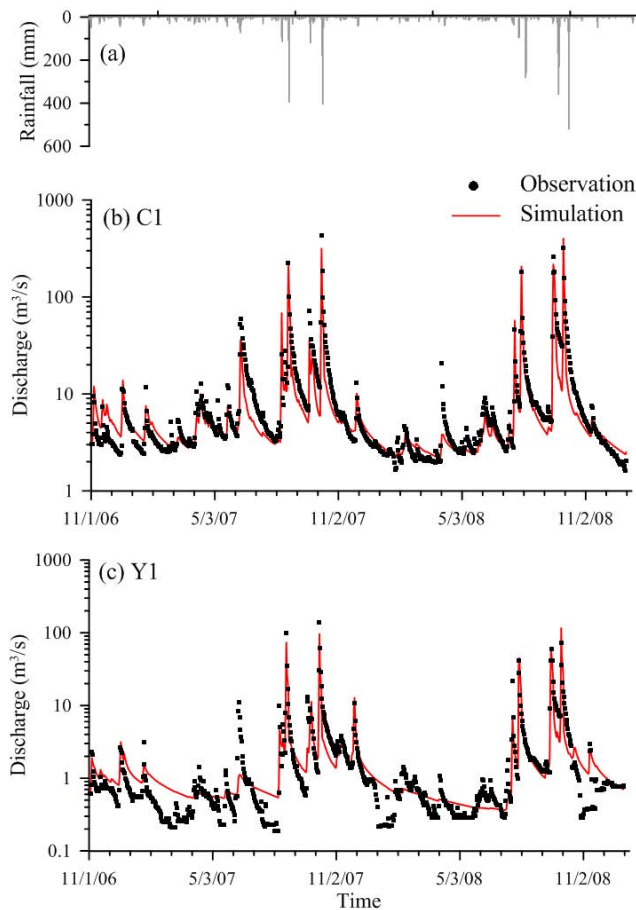 0
200
400
600
Rainfall (mm)
(a)
Observation
Simulation
(b) C1
1000
100
10
1
Discharge (m³/s)
11/1/06 5/3/07 11/2/07 5/3/08 11/2/08
(c) Y1
1000
100
10
1
0.1
Discharge (m³/s)
11/1/06 5/3/07 11/2/07 5/3/08 11/2/08
Time